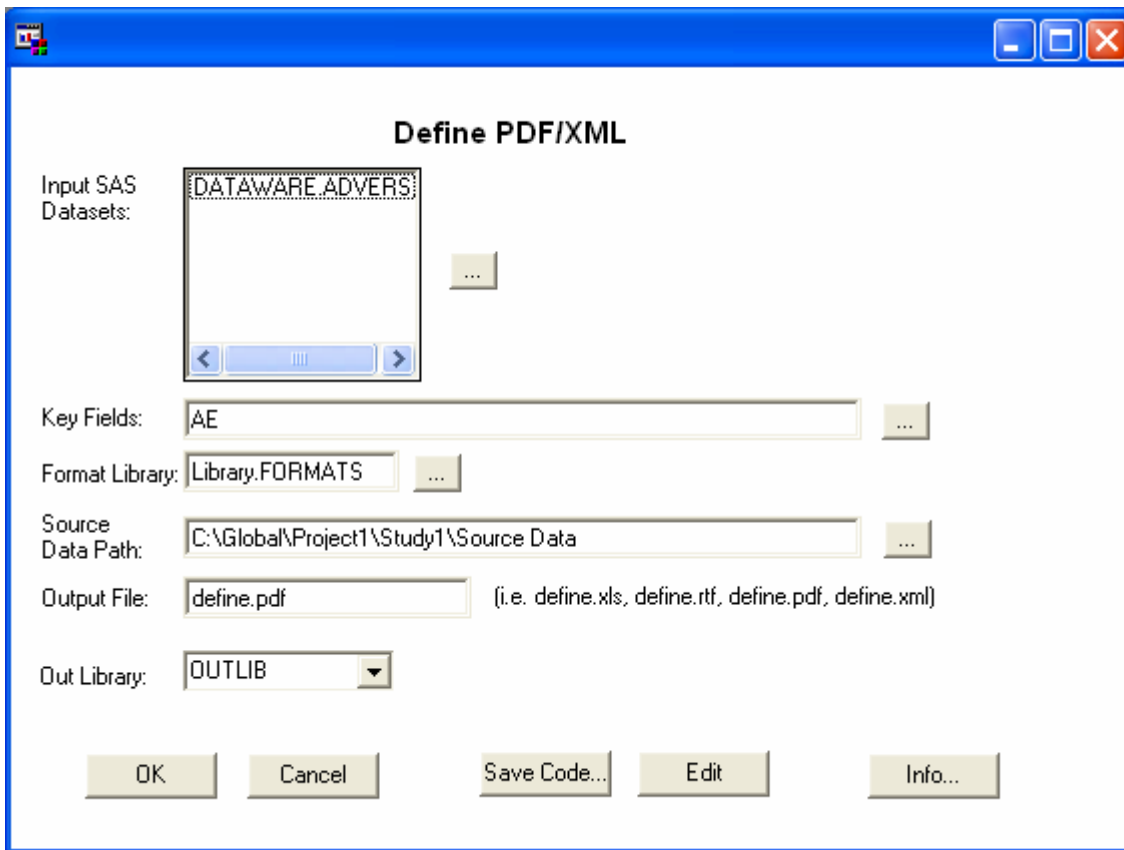 Define PDF/XML
Input SAS
Datasets:
DATAWARE.ADVERS
...
Key Fields:
AE
...
Format Library:
Library.FORMATS
...
Source
Data Path:
C:\Global\Project1\Study1\Source Data
...
Output File:
define.pdf
(i.e. define.xls, define.rtf, define.pdf, define.xml)
Out Library:
OUTLIB
OK
Cancel
Save Code...
Edit
Info...